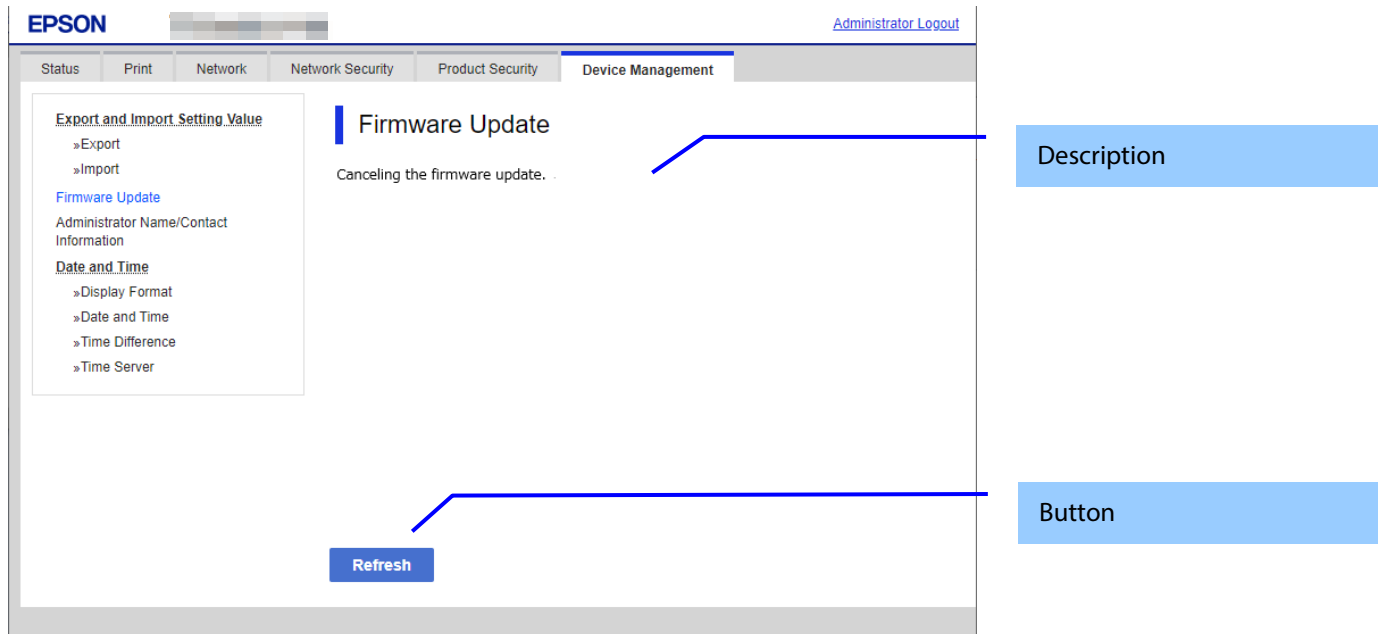 EPSON
Administrator Logout
Status Print Network Network Security Product Security Device Management
Export and Import Setting Value
»Export
»Import
Firmware Update
Administrator Name/Contact
Information
Date and Time
»Display Format
»Date and Time
»Time Difference
»Time Server
Firmware Update
Canceling the firmware update.
Refresh
Description
Button